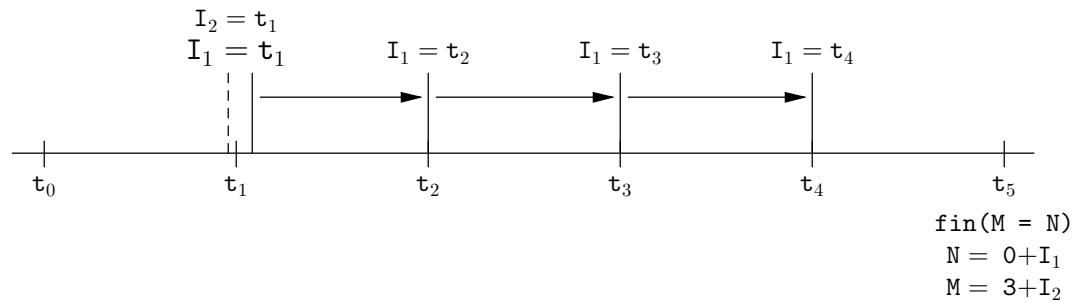 I₂ = t₁
I₁ = t₁ I₁ = t₂ I₁ = t₃ I₁ = t₄
t₀ t₁ t₂ t₃ t₄ t₅
fin(M = N)
N = 0+I₁
M = 3+I₂